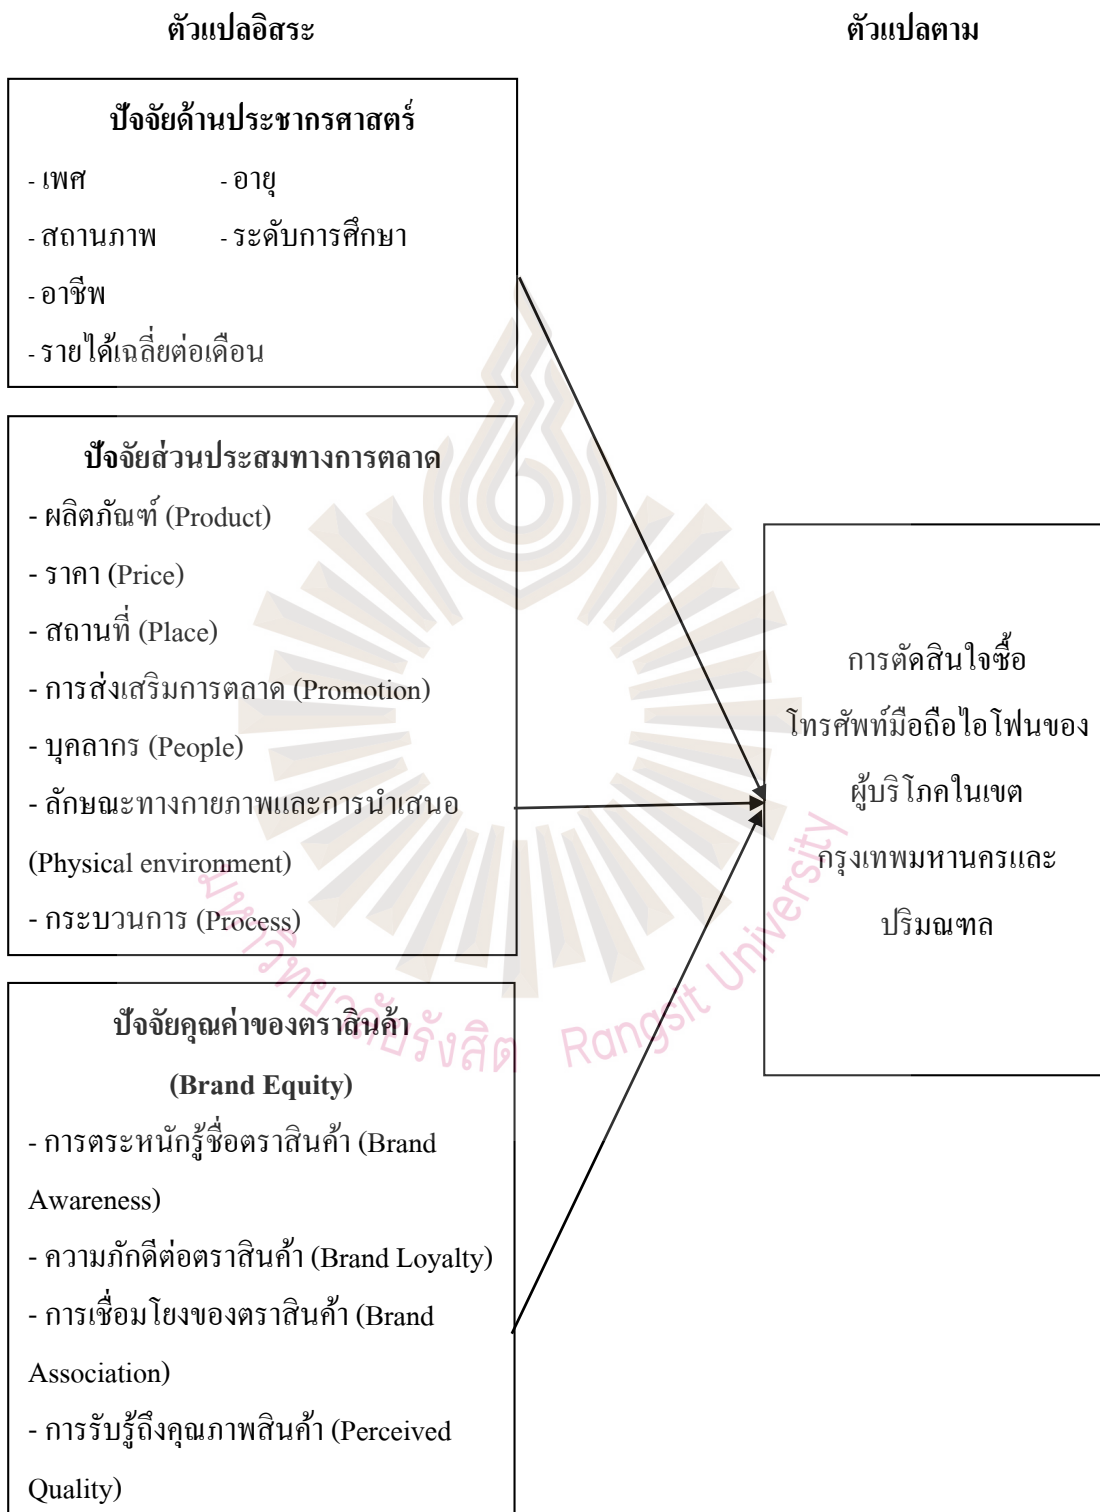 ตัวแปลอิสระ
ตัวแปลตาม
ปัจจัยด้านประชากรศาสตร์
- เพศ - อายุ
- สถานภาพ - ระดับการศึกษา
- อาชีพ
- รายได้เฉลี่ยต่อเดือน
ปัจจัยส่วนประสมทางการตลาด
- ผลิตภัณฑ์ (Product)
- ราคา (Price)
- สถานที่ (Place)
- การส่งเสริมการตลาด (Promotion)
- บุคลากร (People)
- ลักษณะทางกายภาพและการนำเสนอ
(Physical environment)
- กระบวนการ (Process)
ปัจจัยคุณค่าของตราสินค้า
(Brand Equity)
- การตระหนักรู้ชื่อตราสินค้า (Brand
Awareness)
- ความภักดีต่อตราสินค้า (Brand Loyalty)
- การเชื่อมโยงของตราสินค้า (Brand
Association)
- การรับรู้ถึงคุณภาพสินค้า (Perceived
Quality)
การตัดสินใจซื้อ
โทรศัพท์มือถือไอโฟนของ
ผู้บริโภคในเขต
กรุงเทพมหานครและ
ปริมณฑล
มหาวิทยาลัยรังสิต Rangsit University